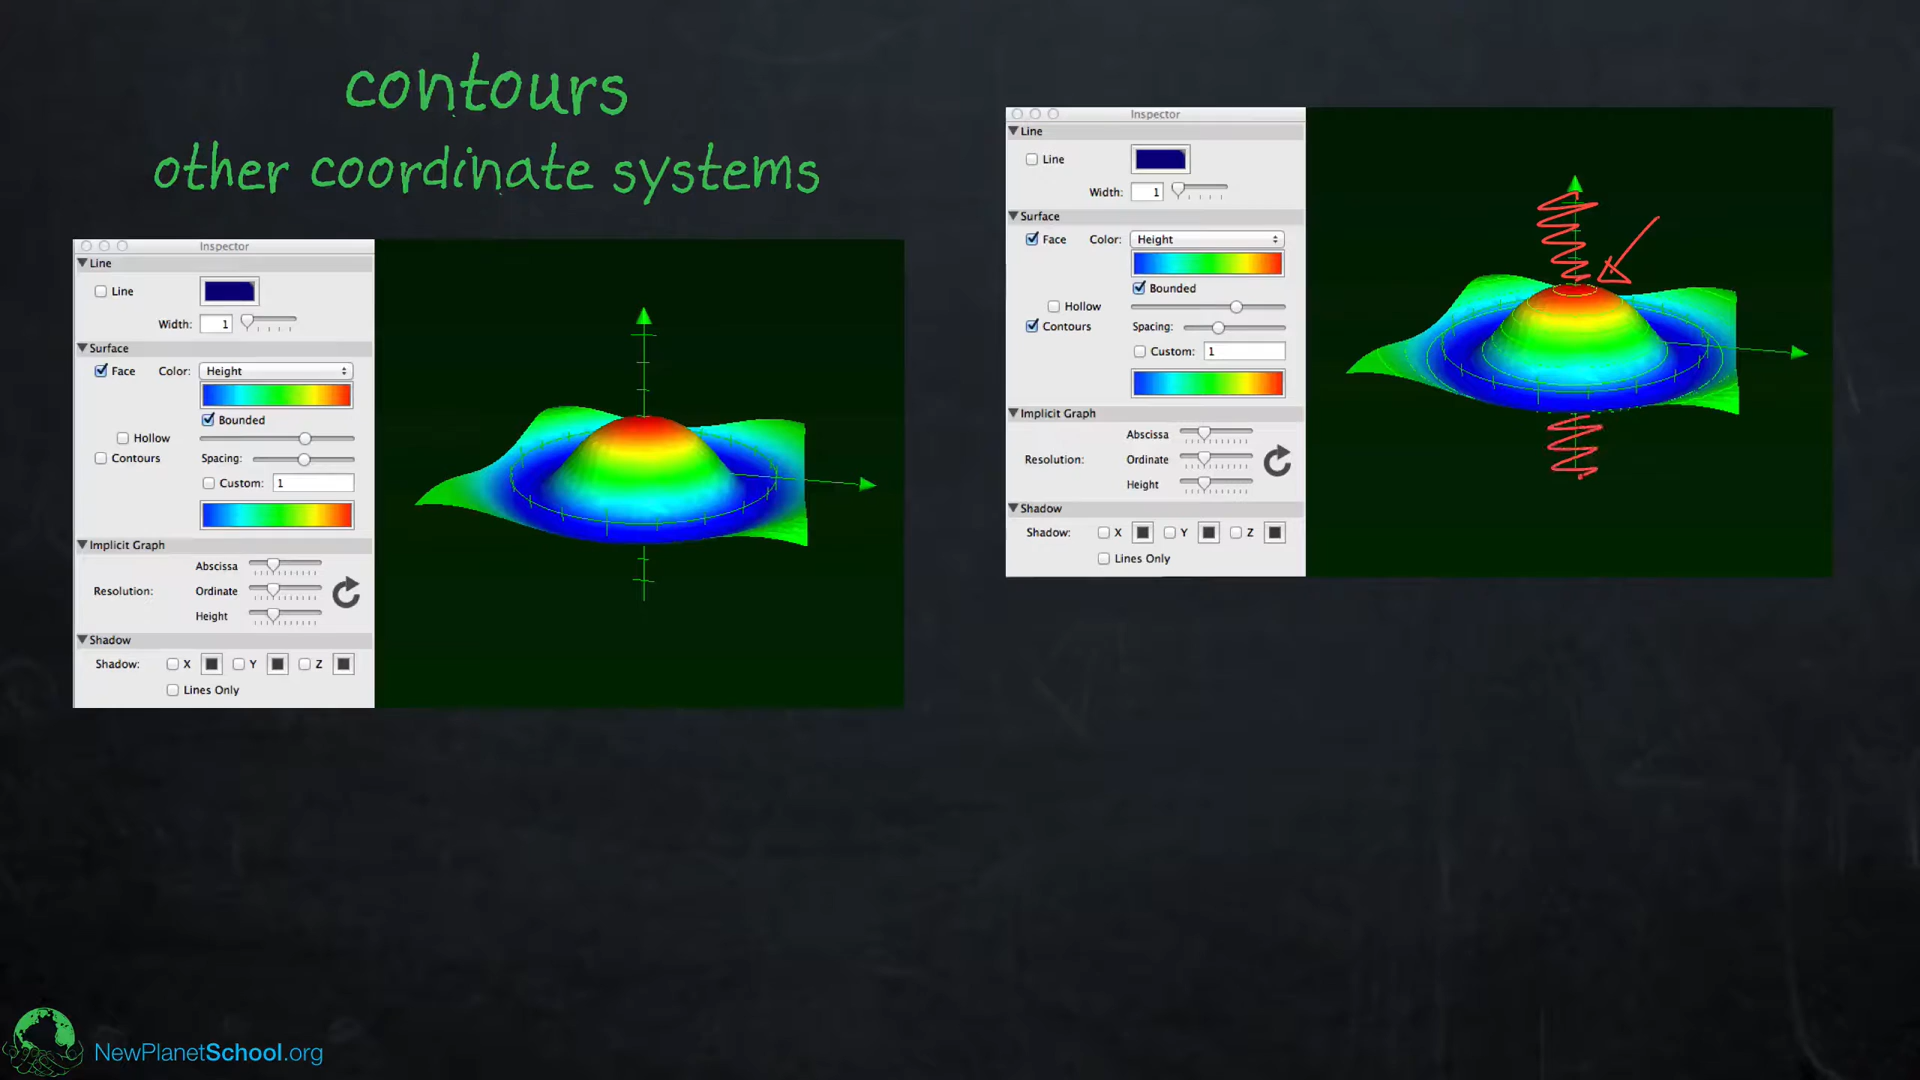 contours
other coordinate systems
Inspector
Line
Line
Width: 1
Surface
Face Color: Height
Bounded
Hollow
Contours Spacing:
Custom: 1
Implicit Graph
Abscissa
Resolution: Ordinate
Height
Shadow
Shadow: X Y Z
Lines Only
Inspector
Line
Line
Width: 1
Surface
Face Color: Height
Bounded
Hollow
Contours Spacing:
Custom: 1
Implicit Graph
Abscissa
Resolution: Ordinate
Height
Shadow
Shadow: X Y Z
Lines Only
NewPlanetSchool.org